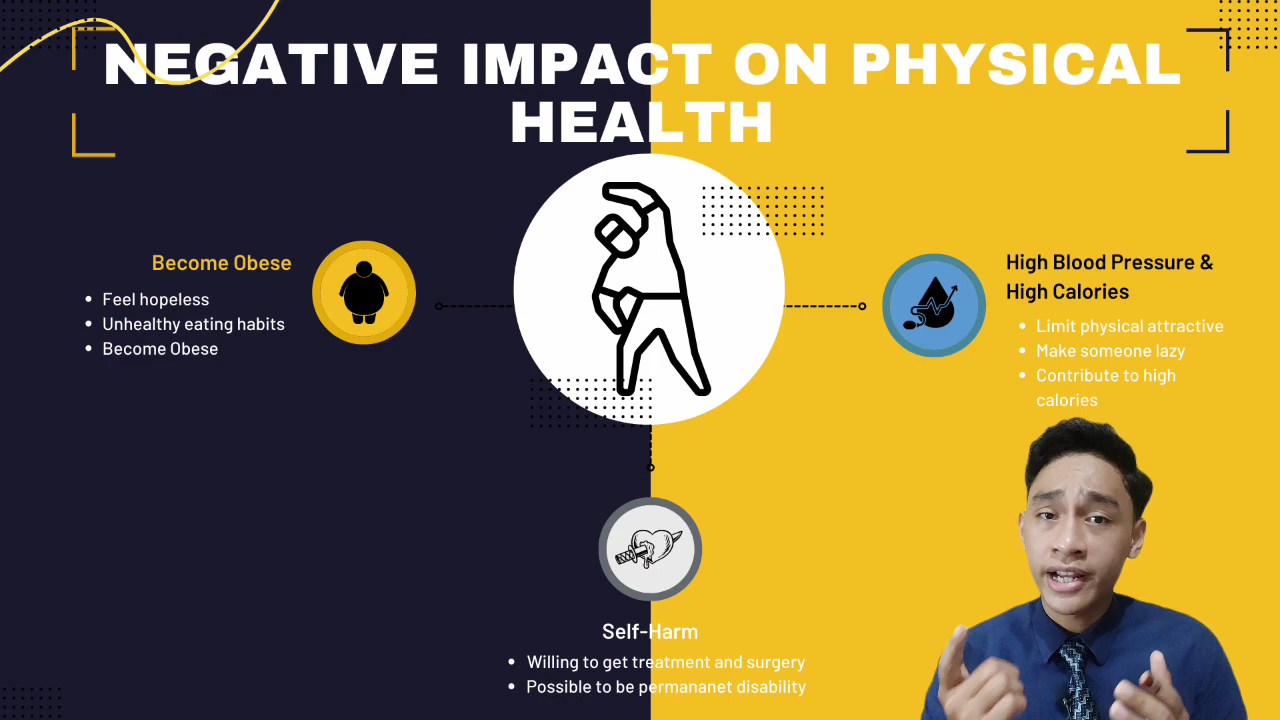 NEGATIVE IMPACT ON PHYSICAL
HEALTH
Become Obese
• Feel hopeless
• Unhealthy eating habits
• Become Obese
High Blood Pressure &
High Calories
• Limit physical attractive
• Make someone lazy
• Contribute to high
calories
Self-Harm
• Willing to get treatment and surgery
• Possible to be permananet disability